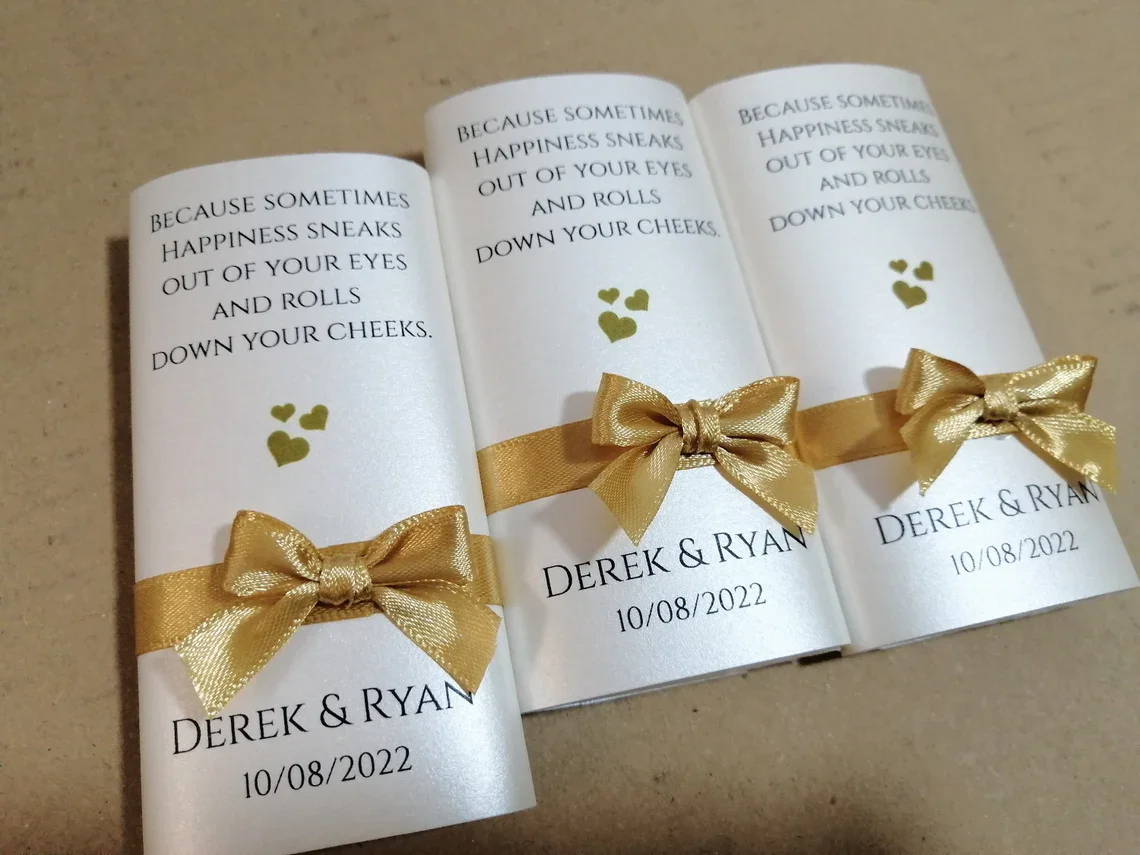 BECAUSE SOMETIMES
HAPPINESS SNEAKS
OUT OF YOUR EYES
AND ROLLS
DOWN YOUR CHEEKS.
DEREK & RYAN
10/08/2022
BECAUSE SOMETIMES
HAPPINESS SNEAKS
OUT OF YOUR EYES
AND ROLLS
DOWN YOUR CHEEKS.
DEREK & RYAN
10/08/2022
BECAUSE SOMETIMES
HAPPINESS SNEAKS
OUT OF YOUR EYES
AND ROLLS
DOWN YOUR CHEEKS
DEREK & RYAN
10/08/2022